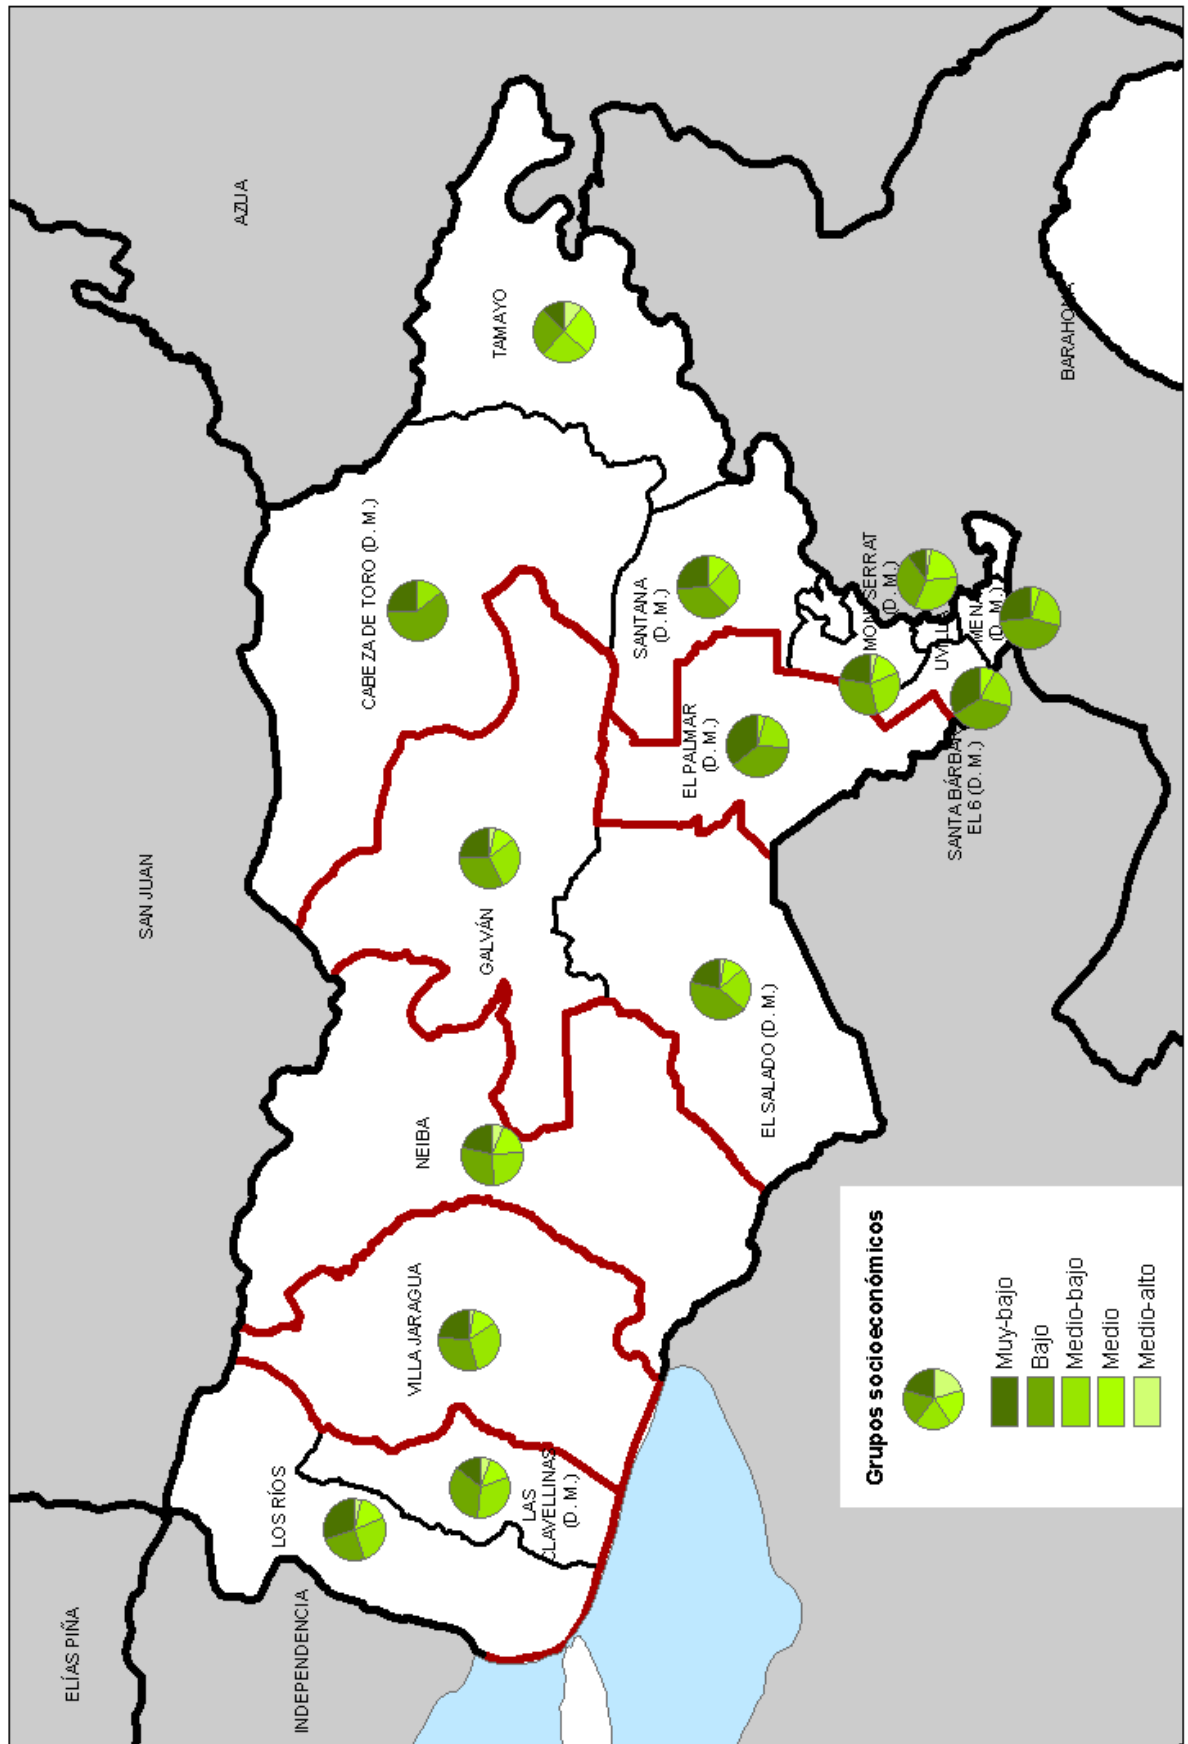 ELÍAS PIÑA
SAN JUAN
AZUA
LOS RÍOS
INDEPENDENCIA
CABEZA DE TORO (D. M.)
VILLA JARAGUA
NEIBA
GALVÁN
TAMAYO
LAS
CLAVELLINAS
(D. M.)
SANTANA
(D. M.)
EL PALMAR
(D. M.)
EL SALADO (D. M.)
MONTSERRAT
(D. M.)
UVILLA
MENA
(D. M.)
SANTA BÁRBARA
EL 6 (D. M.)
BARAHONA
Grupos socioeconómicos
Muy-bajo
Bajo
Medio-bajo
Medio
Medio-alto